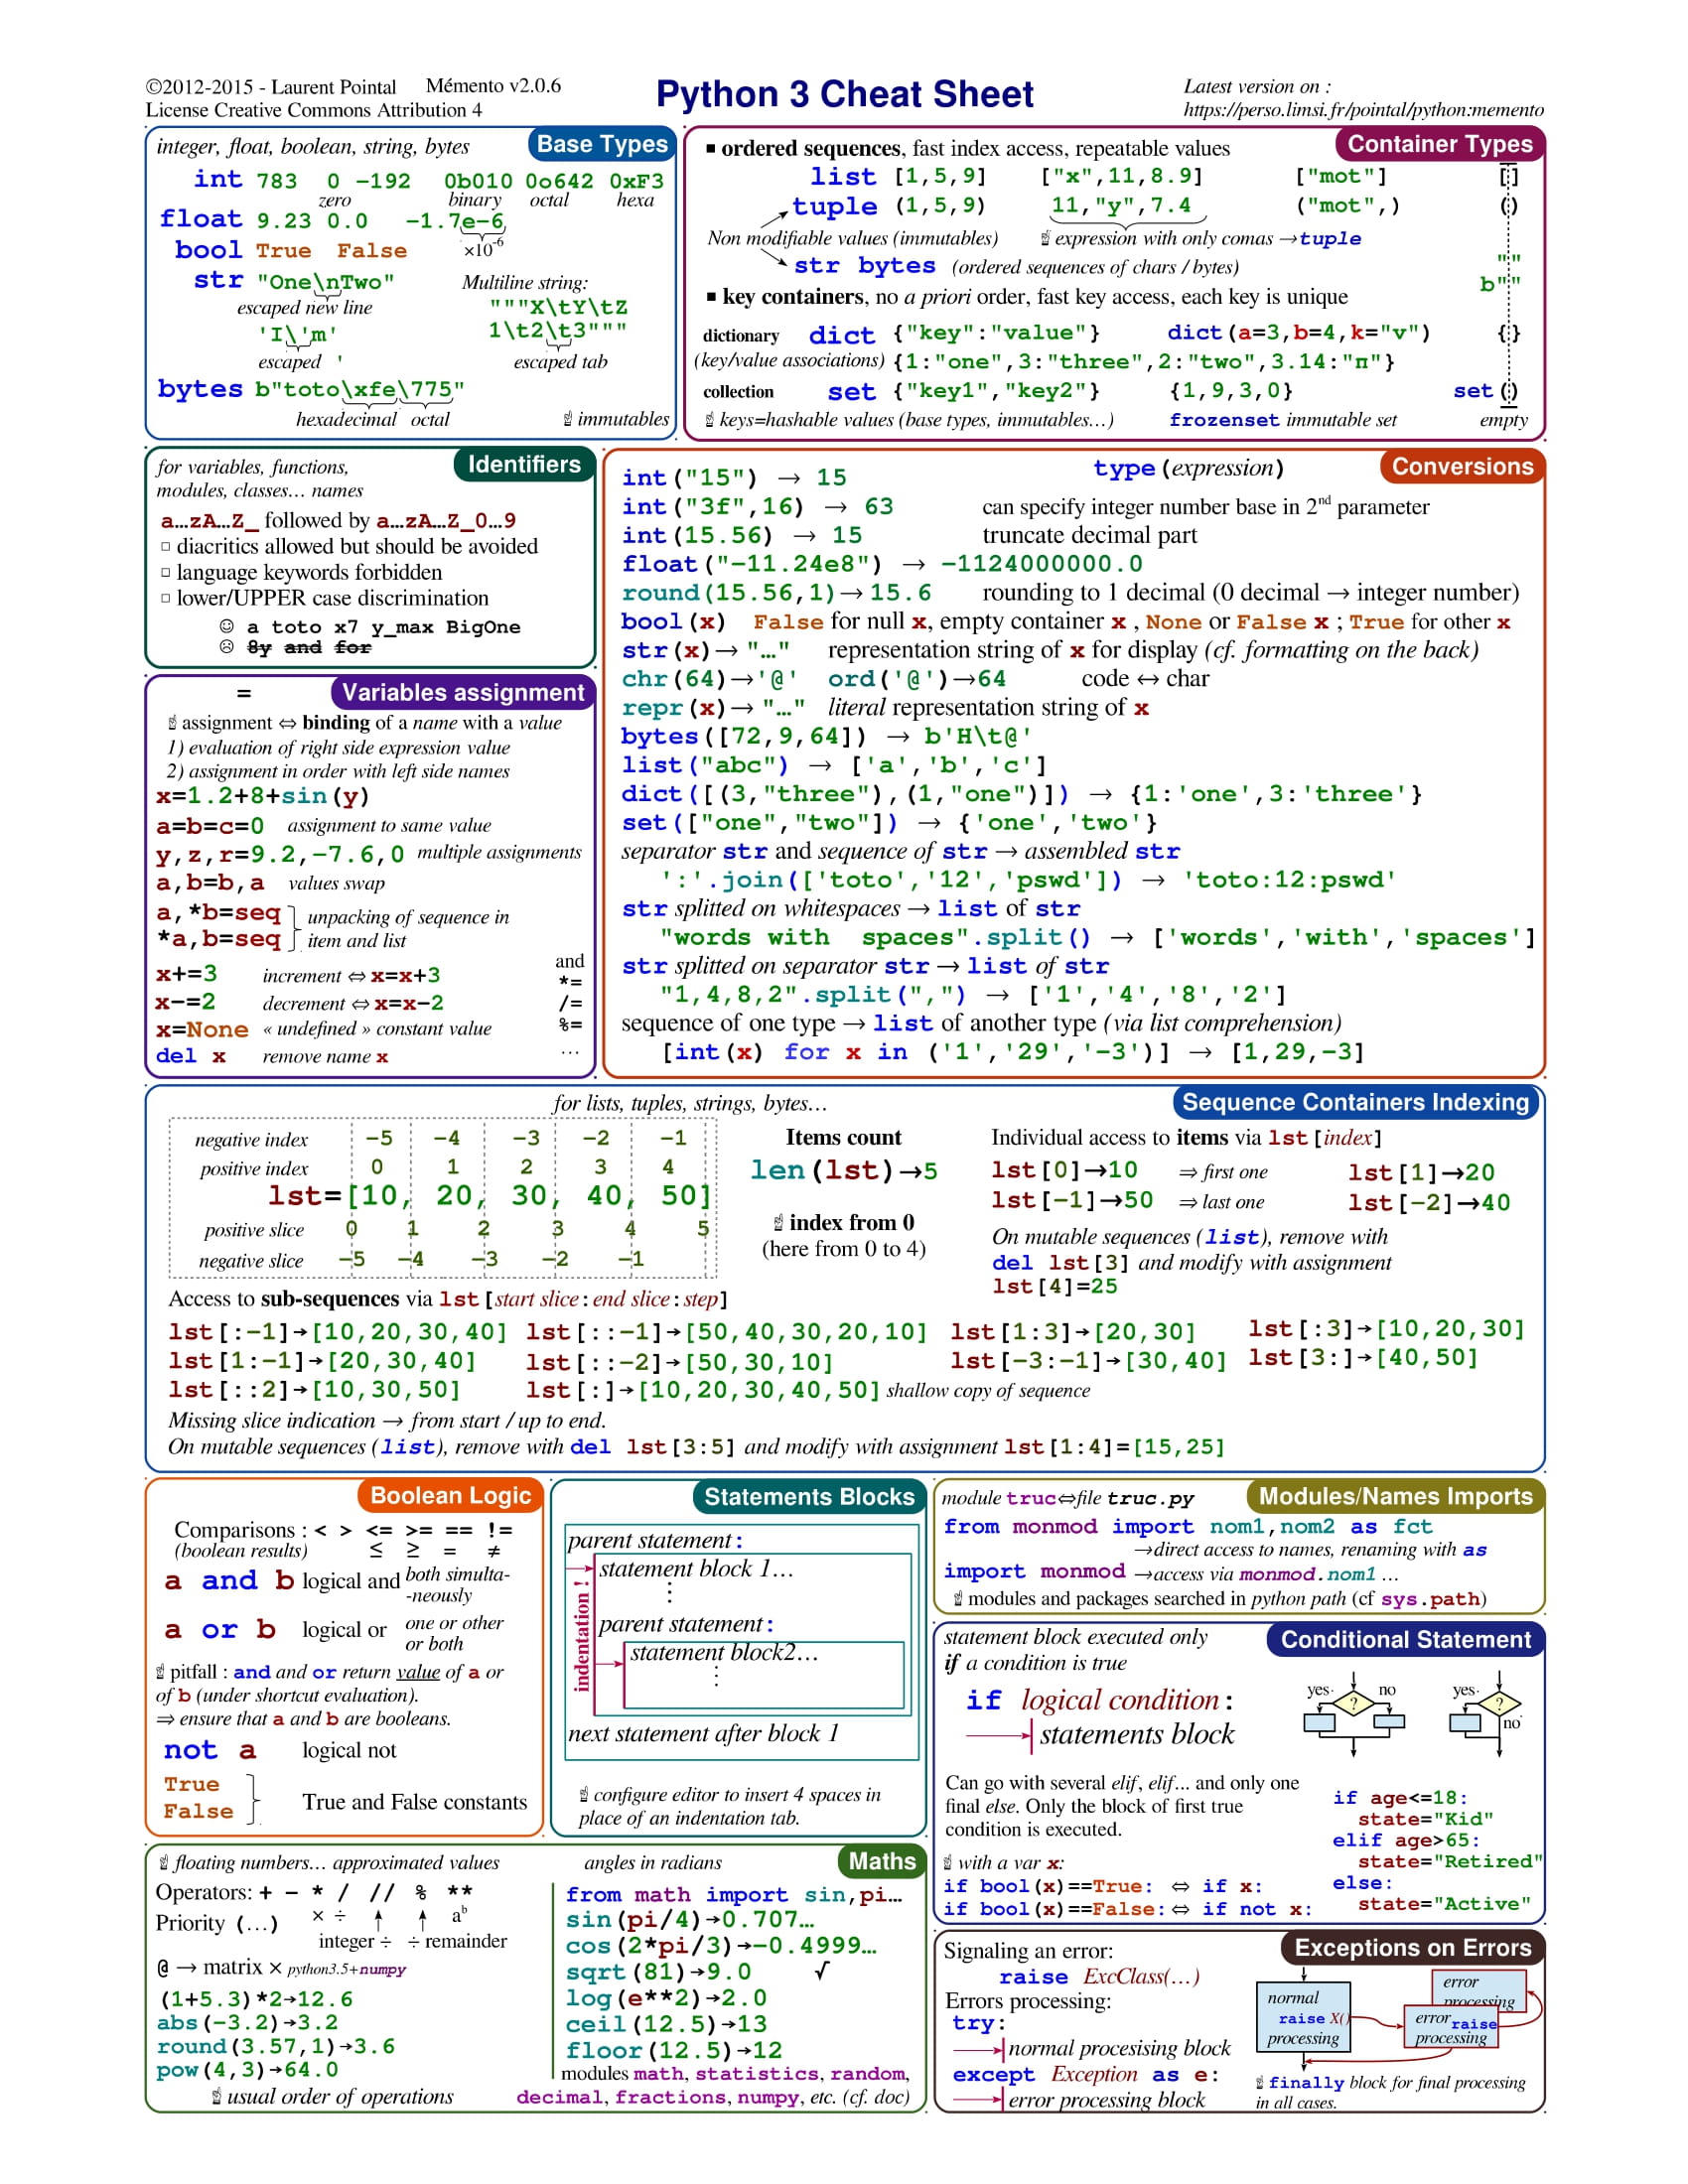 ©2012-2015 - Laurent Pointal Mémento v2.0.6
License Creative Commons Attribution 4
Python 3 Cheat Sheet
Latest version on :
https://perso.limsi.fr/pointal/python:memento
Base Types
integer, float, boolean, string, bytes
int 783 0 -192 0b010 0o642 0xF3
zero binary octal hexa
float 9.23 0.0 -1.7e-6
×10⁻⁶
bool True False
str "One\nTwo"
escaped new line
'I\'m'
escaped '
Multiline string:
"""X\tY\tZ
1\t2\t3"""
escaped tab
bytes b"toto\xfe\775"
hexadecimal octal
☝ immutables
Container Types
▪ ordered sequences, fast index access, repeatable values
list [1,5,9] ["x",11,8.9] ["mot"] []
tuple (1,5,9) 11,"y",7.4 ("mot",) ()
Non modifiable values (immutables) ☝ expression with only comas →tuple
str bytes (ordered sequences of chars / bytes)
""
b""
▪ key containers, no a priori order, fast key access, each key is unique
dictionary dict {"key":"value"} dict(a=3,b=4,k="v") {}
(key/value associations) {1:"one",3:"three",2:"two",3.14:"π"}
collection set {"key1","key2"} {1,9,3,0} set()
☝ keys=hashable values (base types, immutables…) frozenset immutable set empty
Identifiers
for variables, functions,
modules, classes… names
a…zA…Z_ followed by a…zA…Z_0…9
□ diacritics allowed but should be avoided
□ language keywords forbidden
□ lower/UPPER case discrimination
☺ a toto x7 y_max BigOne
☹ 8y and for
Variables assignment
=
☝ assignment ⇔ binding of a name with a value
1) evaluation of right side expression value
2) assignment in order with left side names
x=1.2+8+sin(y)
a=b=c=0 assignment to same value
y,z,r=9.2,-7.6,0 multiple assignments
a,b=b,a values swap
a,*b=seq
*a,b=seq
unpacking of sequence in
item and list
x+=3 increment ⇔ x=x+3
x-=2 decrement ⇔ x=x-2
x=None « undefined » constant value
del x remove name x
and
*=
/=
%=
…
Conversions
type(expression)
int("15") → 15
int("3f",16) → 63 can specify integer number base in 2nd parameter
int(15.56) → 15 truncate decimal part
float("-11.24e8") → -1124000000.0
round(15.56,1)→ 15.6 rounding to 1 decimal (0 decimal → integer number)
bool(x) False for null x, empty container x , None or False x ; True for other x
str(x)→ "…" representation string of x for display (cf. formatting on the back)
chr(64)→'@' ord('@')→64 code ↔ char
repr(x)→ "…" literal representation string of x
bytes([72,9,64]) → b'H\t@'
list("abc") → ['a','b','c']
dict([(3,"three"),(1,"one")]) → {1:'one',3:'three'}
set(["one","two"]) → {'one','two'}
separator str and sequence of str → assembled str
':'.join(['toto','12','pswd']) → 'toto:12:pswd'
str splitted on whitespaces → list of str
"words with  spaces".split() → ['words','with','spaces']
str splitted on separator str → list of str
"1,4,8,2".split(",") → ['1','4','8','2']
sequence of one type → list of another type (via list comprehension)
[int(x) for x in ('1','29','-3')] → [1,29,-3]
Sequence Containers Indexing
for lists, tuples, strings, bytes…
negative index -5 -4 -3 -2 -1
positive index 0 1 2 3 4
lst=[10, 20, 30, 40, 50]
positive slice 0 1 2 3 4 5
negative slice -5 -4 -3 -2 -1
Items count
len(lst)→5
☝ index from 0
(here from 0 to 4)
Individual access to items via lst[index]
lst[0]→10 ⇒ first one lst[1]→20
lst[-1]→50 ⇒ last one lst[-2]→40
On mutable sequences (list), remove with
del lst[3] and modify with assignment
lst[4]=25
Access to sub-sequences via lst[start slice:end slice:step]
lst[:-1]→[10,20,30,40] lst[::-1]→[50,40,30,20,10] lst[1:3]→[20,30] lst[:3]→[10,20,30]
lst[1:-1]→[20,30,40] lst[::-2]→[50,30,10] lst[-3:-1]→[30,40] lst[3:]→[40,50]
lst[::2]→[10,30,50] lst[:]→[10,20,30,40,50] shallow copy of sequence
Missing slice indication → from start / up to end.
On mutable sequences (list), remove with del lst[3:5] and modify with assignment lst[1:4]=[15,25]
Boolean Logic
Comparisons : < > <= >= == !=
(boolean results) ≤ ≥ = ≠
a and b logical and both simulta-
-neously
a or b logical or one or other
or both
☝ pitfall : and and or return value of a or
of b (under shortcut evaluation).
⇒ ensure that a and b are booleans.
not a logical not
True
False
True and False constants
Statements Blocks
parent statement:
statement block 1…
⋮
parent statement:
statement block2…
⋮
indentation !
next statement after block 1
☝ configure editor to insert 4 spaces in
place of an indentation tab.
Modules/Names Imports
module truc⇔file truc.py
from monmod import nom1,nom2 as fct
→direct access to names, renaming with as
import monmod →access via monmod.nom1 …
☝ modules and packages searched in python path (cf sys.path)
Conditional Statement
statement block executed only
if a condition is true
if logical condition:
statements block
yes ? no
yes ? no
Can go with several elif, elif... and only one
final else. Only the block of first true
condition is executed.
☝ with a var x:
if bool(x)==True: ⇔ if x:
if bool(x)==False: ⇔ if not x:
if age<=18:
state="Kid"
elif age>65:
state="Retired"
else:
state="Active"
Maths
☝ floating numbers… approximated values angles in radians
Operators: + - * / // % **
× ÷ aᵇ
Priority (…)
integer ÷ ÷ remainder
@ → matrix × python3.5+numpy
(1+5.3)*2→12.6
abs(-3.2)→3.2
round(3.57,1)→3.6
pow(4,3)→64.0
☝ usual order of operations
from math import sin,pi…
sin(pi/4)→0.707…
cos(2*pi/3)→-0.4999…
sqrt(81)→9.0 √
log(e**2)→2.0
ceil(12.5)→13
floor(12.5)→12
modules math, statistics, random,
decimal, fractions, numpy, etc. (cf. doc)
Exceptions on Errors
Signaling an error:
raise ExcClass(…)
Errors processing:
try:
normal procesising block
except Exception as e:
error processing block
normal
raise X()
processing
error
processing
error raise
processing
☝ finally block for final processing
in all cases.